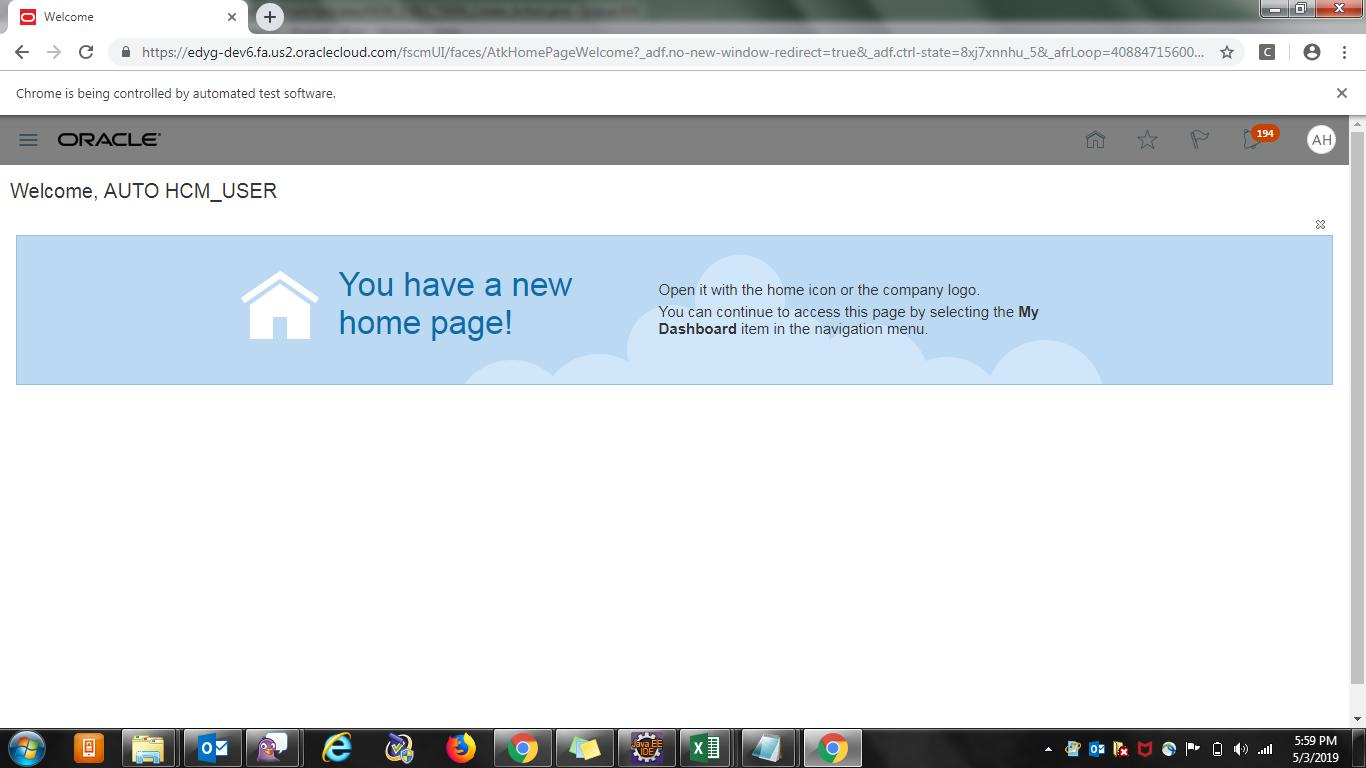 Welcome
https://edyg-dev6.fa.us2.oraclecloud.com/fscmUI/faces/AtkHomePageWelcome?_adf.no-new-window-redirect=true&_adf.ctrl-state=8xj7xnnhu_5&_afrLoop=40884715600...
C
Chrome is being controlled by automated test software.
ORACLE
194
AH
Welcome, AUTO HCM_USER
You have a new
home page!
Open it with the home icon or the company logo.
You can continue to access this page by selecting the My
Dashboard item in the navigation menu.
Java EE
IDE
5:59 PM
5/3/2019